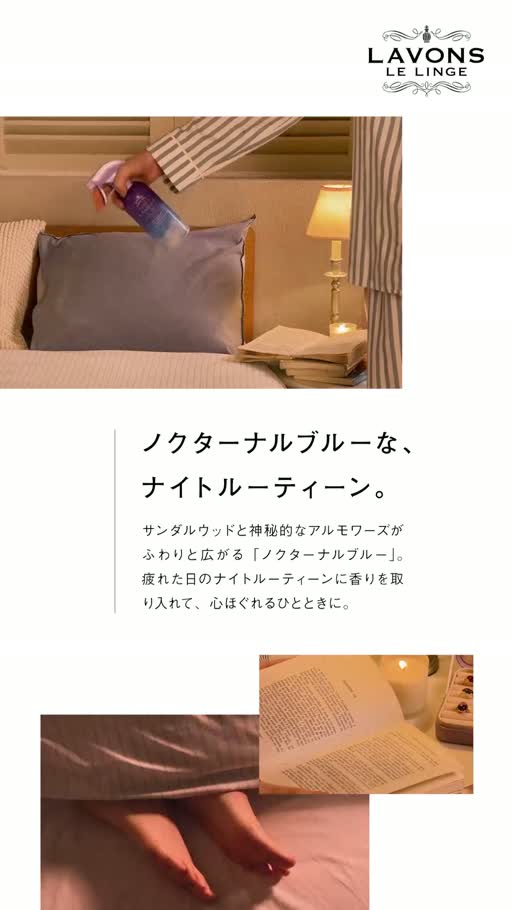 LAVONS
LE LINGE
ノクターナルブルーな、
ナイトルーティーン。
サンダルウッドと神秘的なアルモワーズが
ふわりと広がる「ノクターナルブルー」。
疲れた日のナイトルーティーンに香りを取
り入れて、心ほぐれるひとときに。